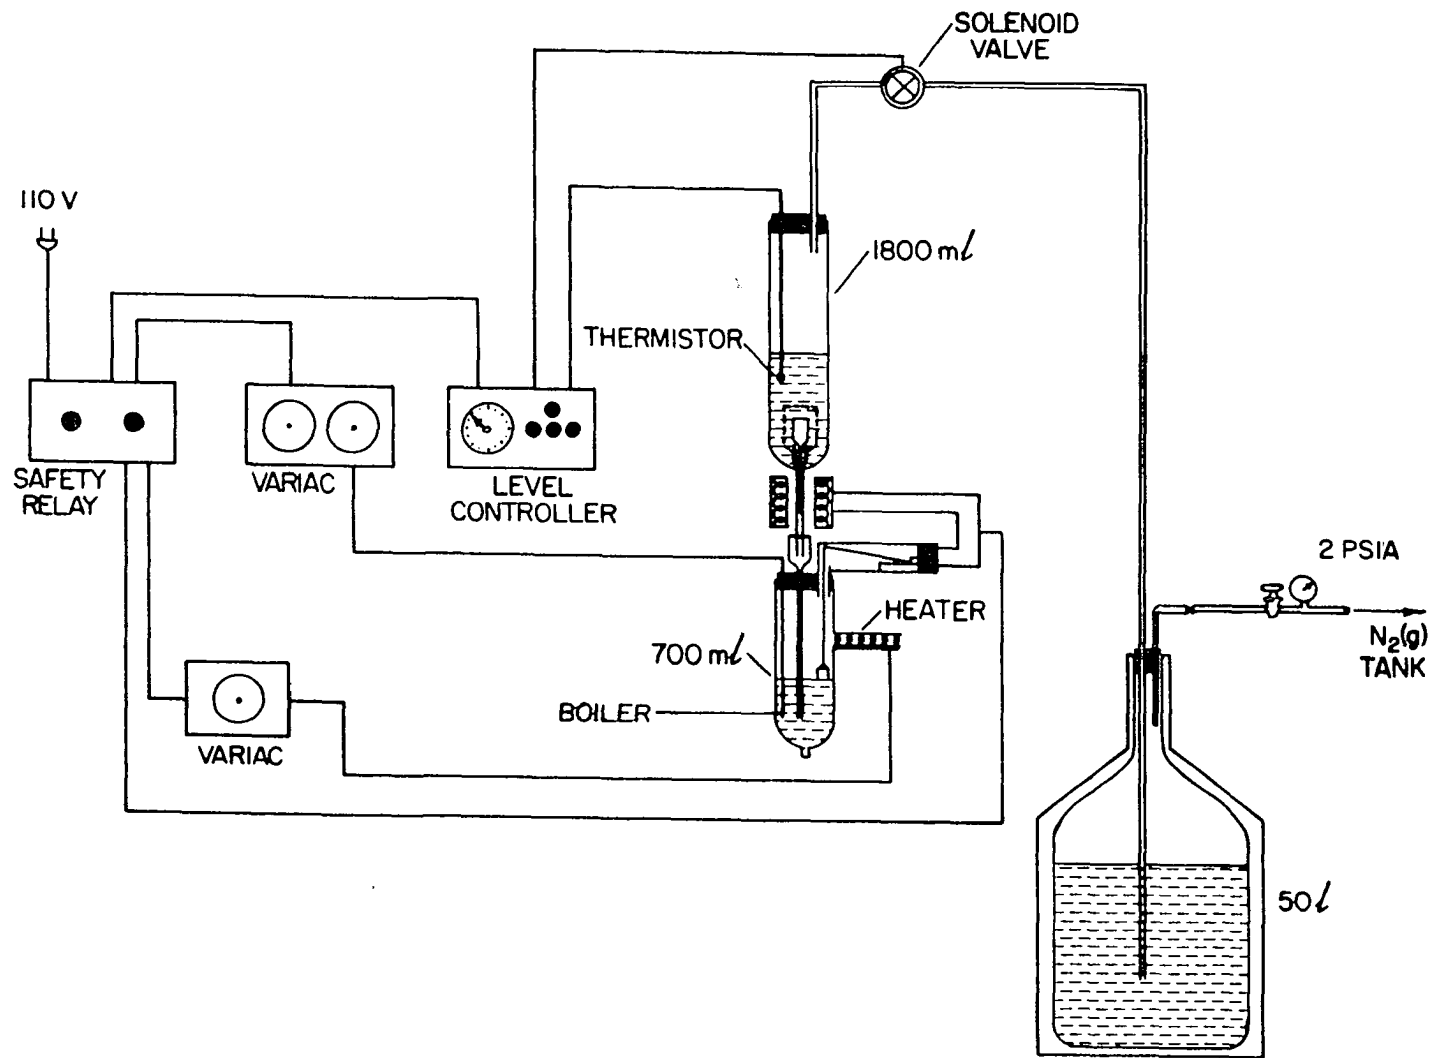 SOLENOID
VALVE
110 V
1800 ml
THERMISTOR
SAFETY
RELAY
VARIAC
LEVEL
CONTROLLER
2 PSIA
HEATER
N₂(g)
TANK
700 ml
BOILER
VARIAC
50 l